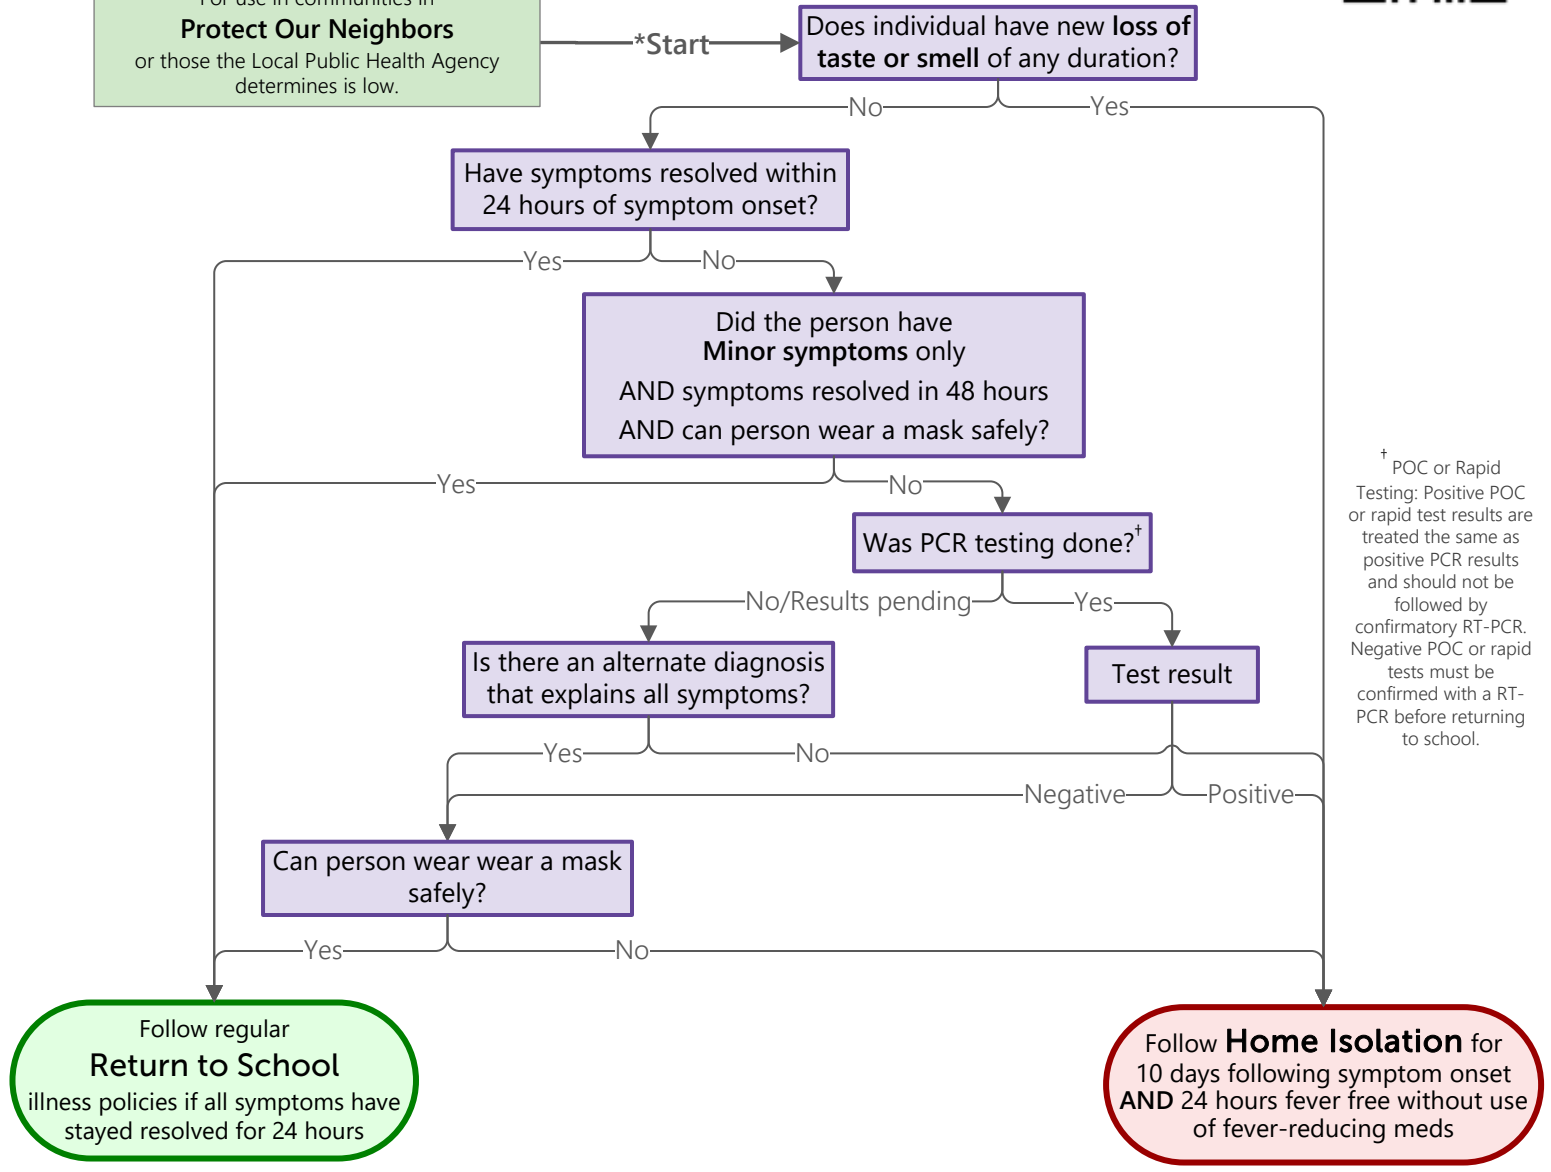 For use in communities in
Protect Our Neighbors
or those the Local Public Health Agency
determines is low.
*Start
Does individual have new loss of
taste or smell of any duration?
No
Yes
Have symptoms resolved within
24 hours of symptom onset?
Yes
No
Did the person have
Minor symptoms only
AND symptoms resolved in 48 hours
AND can person wear a mask safely?
Yes
No
Was PCR testing done?†
No/Results pending
Yes
Is there an alternate diagnosis
that explains all symptoms?
Test result
Yes
No
Negative
Positive
Can person wear wear a mask
safely?
Yes
No
Follow regular
Return to School
illness policies if all symptoms have
stayed resolved for 24 hours
Follow Home Isolation for
10 days following symptom onset
AND 24 hours fever free without use
of fever-reducing meds
† POC or Rapid
Testing: Positive POC
or rapid test results are
treated the same as
positive PCR results
and should not be
followed by
confirmatory RT-PCR.
Negative POC or rapid
tests must be
confirmed with a RT-
PCR before returning
to school.